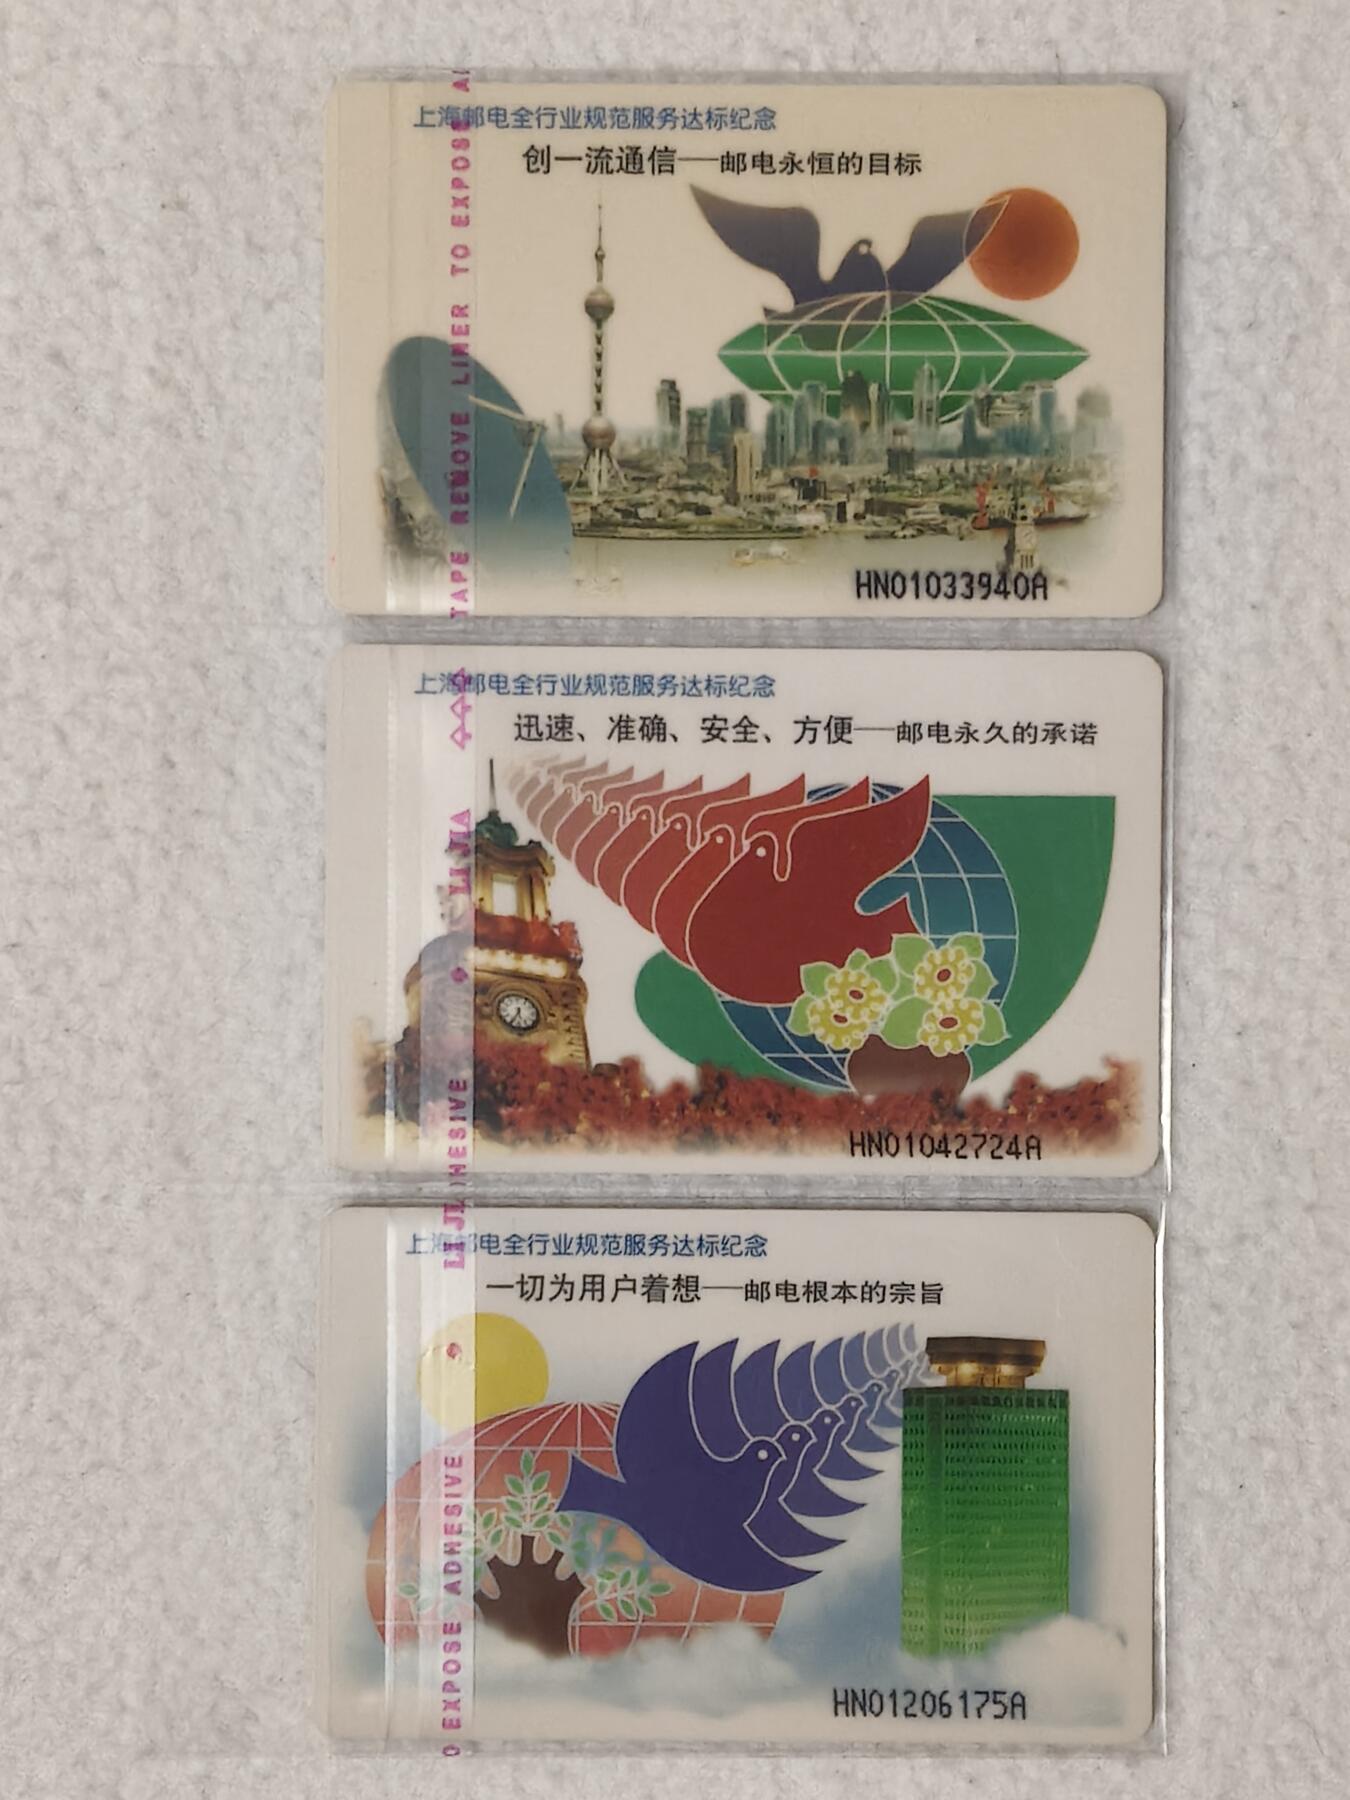 上海邮电全行业规范服务达标纪念
创一流通信——邮电永恒的目标
HN01033940A
上海邮电全行业规范服务达标纪念
迅速、准确、安全、方便——邮电永久的承诺
HN01042724A
上海邮电全行业规范服务达标纪念
一切为用户着想——邮电根本的宗旨
HN01206175A
TAPE REMOVE LINER TO EXPOSE
LI JIA
EXPOSE ADHESIVE